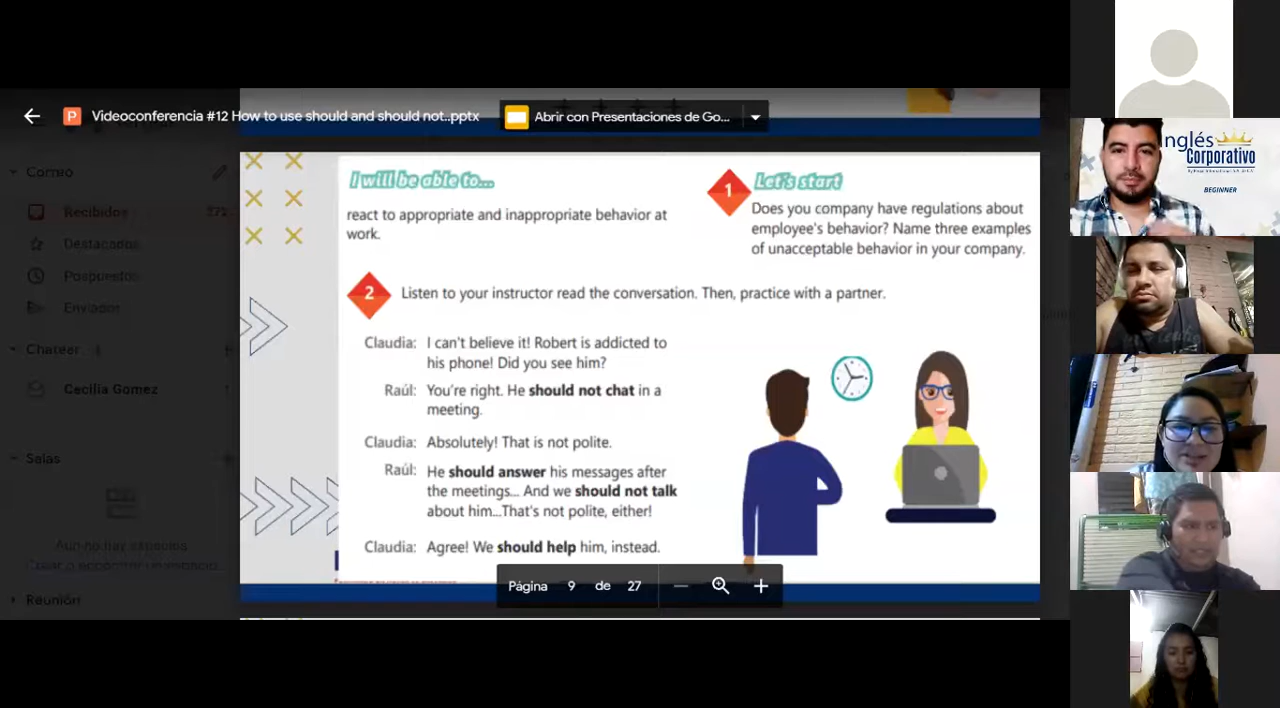 Videoconferencia #12 How to use should and should not..pptx
Abrir con Presentaciones de Go...
Correo
Recibidos
Destacados
Pospuestos
Enviados
Chatear
Cecilia Gomez
Salas
Reunión
I will be able to...
react to appropriate and inappropriate behavior at
work.
1
Let's start
Does you company have regulations about
employee's behavior? Name three examples
of unacceptable behavior in your company.
2
Listen to your instructor read the conversation. Then, practice with a partner.
Claudia: I can't believe it! Robert is addicted to
his phone! Did you see him?
Raúl: You're right. He should not chat in a
meeting.
Claudia: Absolutely! That is not polite.
Raúl: He should answer his messages after
the meetings... And we should not talk
about him...That's not polite, either!
Claudia: Agree! We should help him, instead.
Página 9 de 27
Inglés
Corporativo
BEGINNER